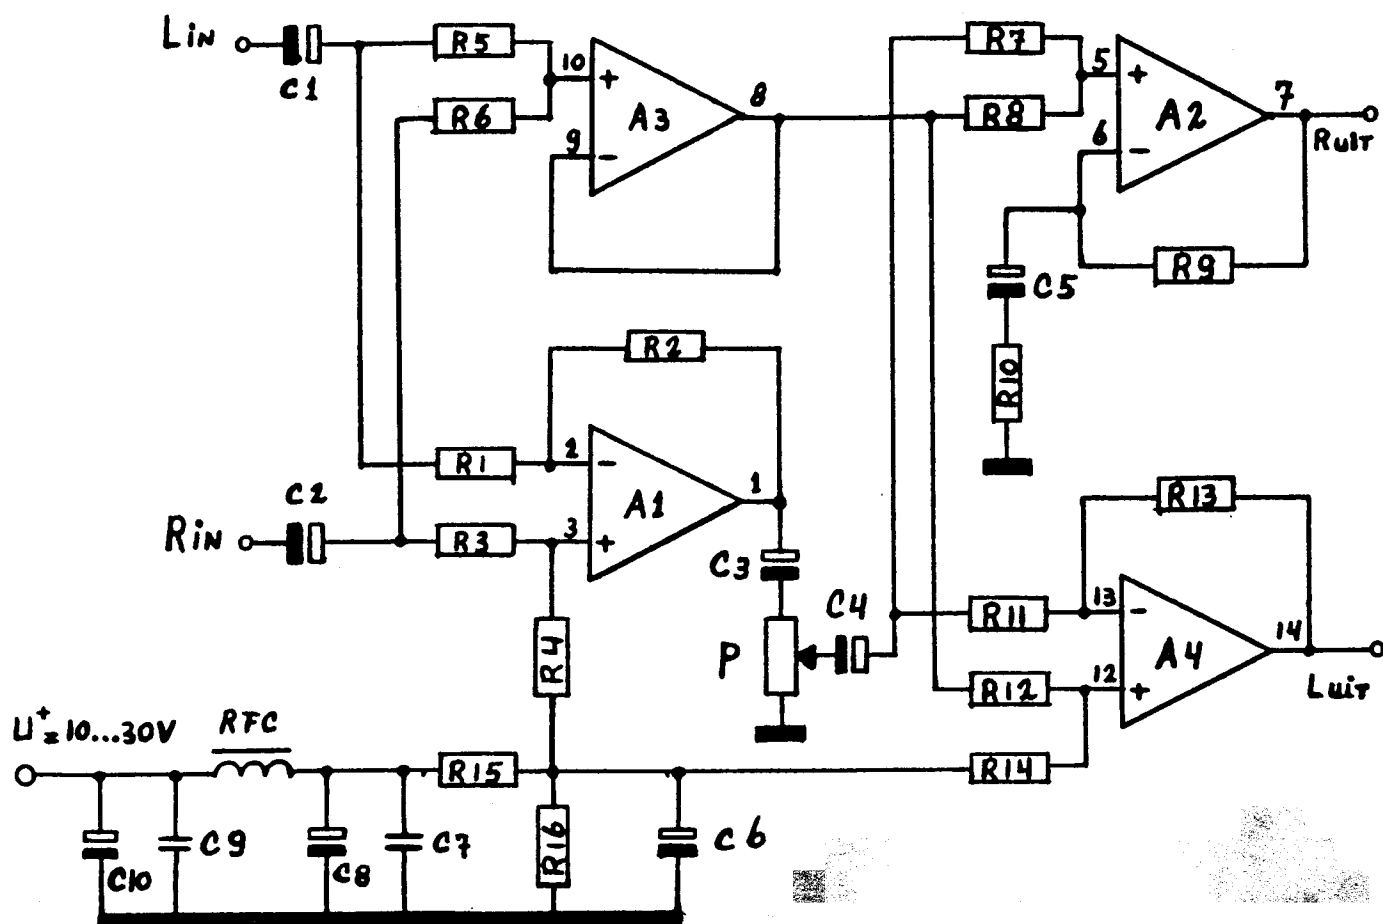 Lin
C1
R5
10
+
R6
9
-
A3
8
R7
R8
5
+
6
-
A2
7
Ruit
C5
R9
R10
R2
R1
2
-
A1
1
C2
Rin
R3
3
+
C3
R4
P
C4
R13
R11
13
-
R12
12
+
A4
14
Luit
U+=10...30V
RFC
R15
R14
R16
C10
C9
C8
C7
C6